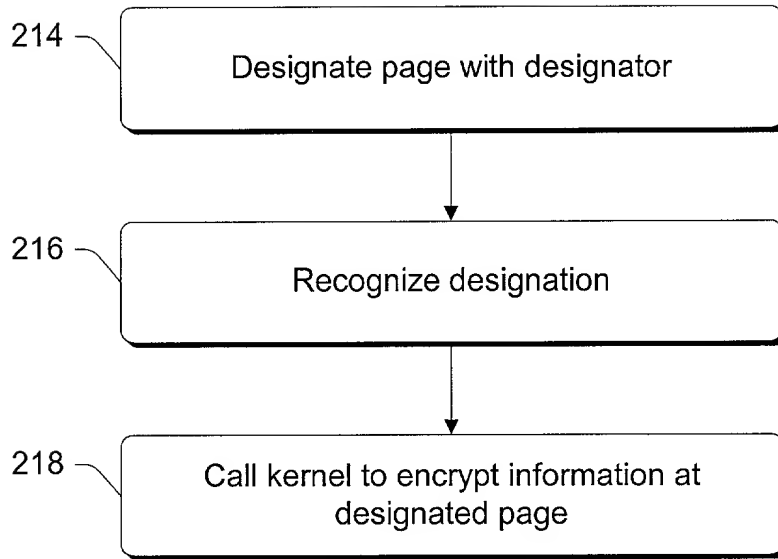 214
Designate page with designator
216
Recognize designation
218
Call kernel to encrypt information at
designated page